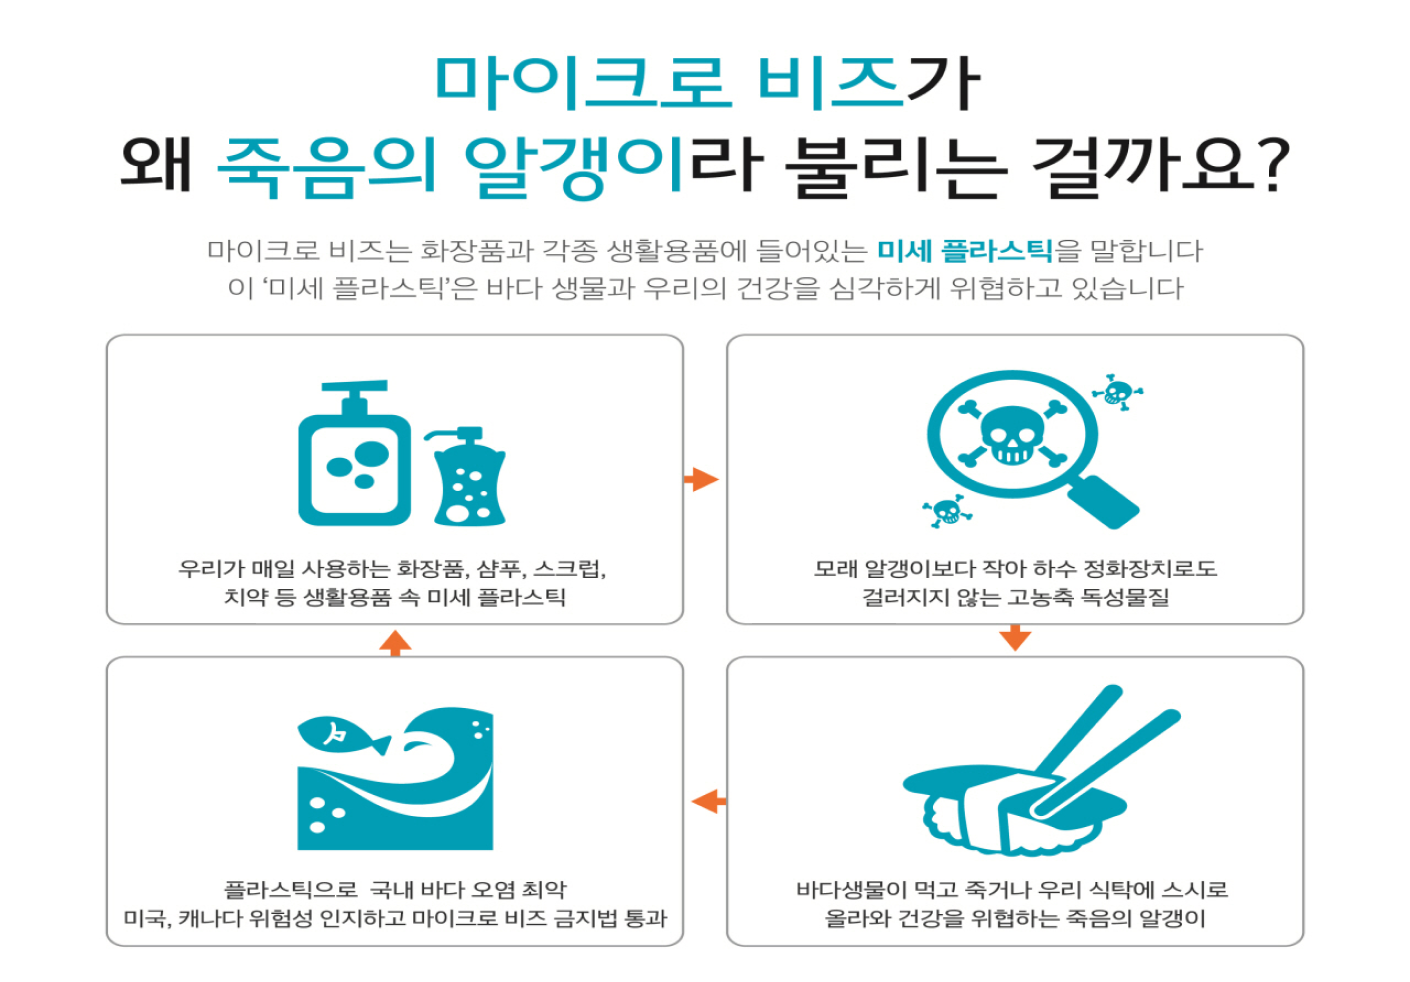 마이크로 비즈가
왜 죽음의 알갱이라 불리는 걸까요?
마이크로 비즈는 화장품과 각종 생활용품에 들어있는 미세 플라스틱을 말합니다
이 ‘미세 플라스틱’은 바다 생물과 우리의 건강을 심각하게 위협하고 있습니다
우리가 매일 사용하는 화장품, 샴푸, 스크럽,
치약 등 생활용품 속 미세 플라스틱
모래 알갱이보다 작아 하수 정화장치로도
걸러지지 않는 고농축 독성물질
플라스틱으로 국내 바다 오염 최악
미국, 캐나다 위험성 인지하고 마이크로 비즈 금지법 통과
바다생물이 먹고 죽거나 우리 식탁에 스시로
올라와 건강을 위협하는 죽음의 알갱이